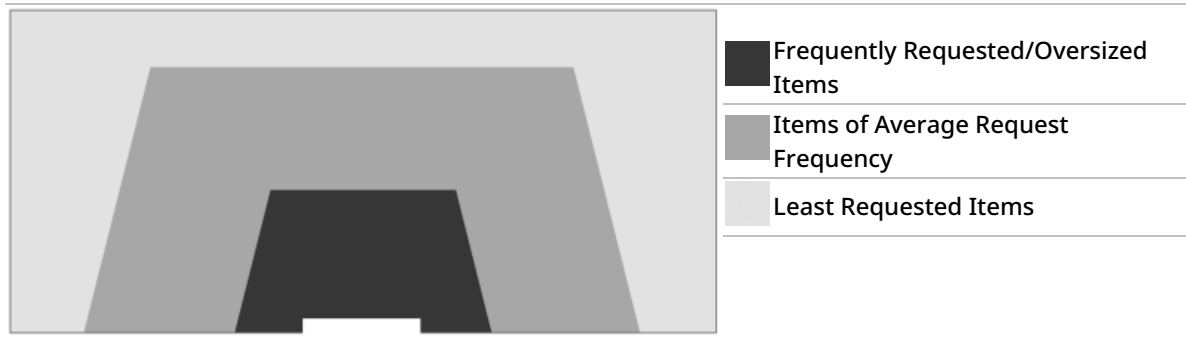 Frequently Requested/Oversized
Items
Items of Average Request
Frequency
Least Requested Items